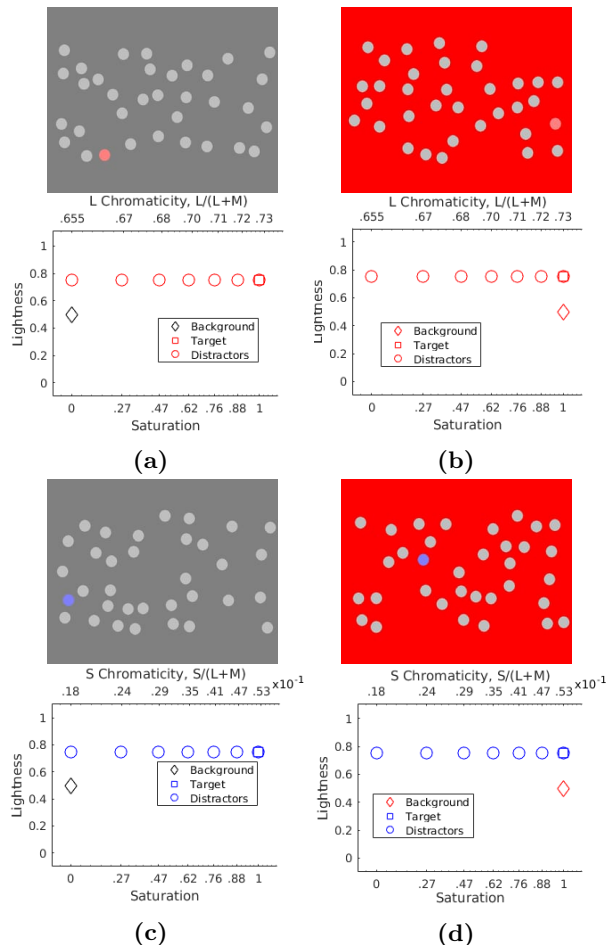 L Chromaticity, L/(L+M)
.655 .67 .68 .70 .71 .72 .73
1
0.8
0.6
0.4
0.2
0
Lightness
Background
Target
Distractors
0 .27 .47 .62 .76 .88 1
Saturation
(a)
L Chromaticity, L/(L+M)
.655 .67 .68 .70 .71 .72 .73
1
0.8
0.6
0.4
0.2
0
Lightness
Background
Target
Distractors
0 .27 .47 .62 .76 .88 1
Saturation
(b)
S Chromaticity, S/(L+M)
.18 .24 .29 .35 .41 .47 .53 x10-1
1
0.8
0.6
0.4
0.2
0
Lightness
Background
Target
Distractors
0 .27 .47 .62 .76 .88 1
Saturation
(c)
S Chromaticity, S/(L+M)
.18 .24 .29 .35 .41 .47 .53 x10-1
1
0.8
0.6
0.4
0.2
0
Lightness
Background
Target
Distractors
0 .27 .47 .62 .76 .88 1
Saturation
(d)